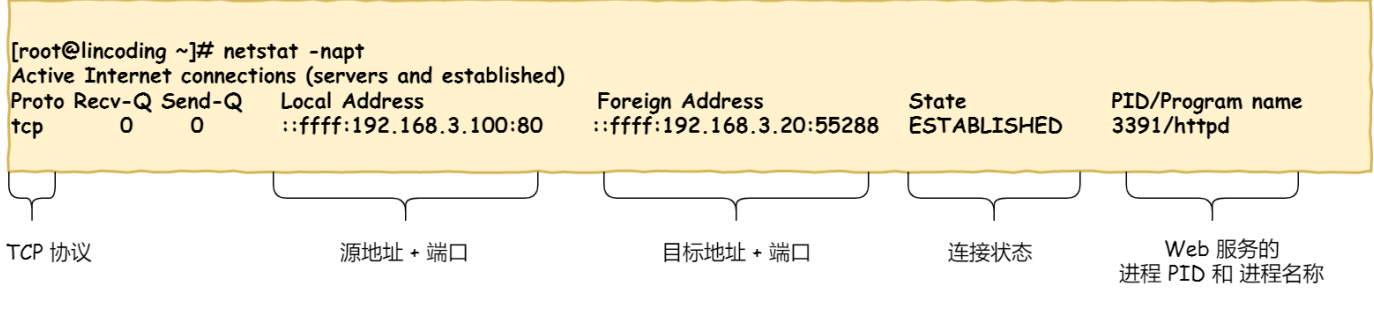 [root@lincoding ~]# netstat -napt
Active Internet connections (servers and established)
Proto Recv-Q Send-Q Local Address Foreign Address State PID/Program name
tcp 0 0 ::ffff:192.168.3.100:80 ::ffff:192.168.3.20:55288 ESTABLISHED 3391/httpd
TCP 协议 源地址 + 端口 目标地址 + 端口 连接状态 Web 服务的
进程 PID 和 进程名称